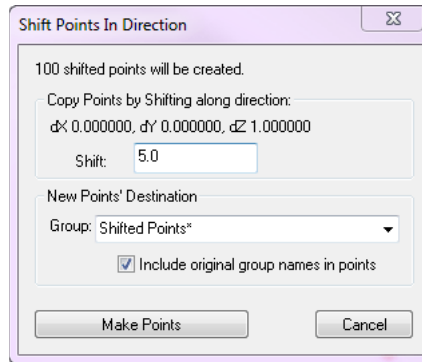 Shift Points In Direction
100 shifted points will be created.
Copy Points by Shifting along direction:
dX 0.000000, dY 0.000000, dZ 1.000000
Shift: 5.0
New Points' Destination
Group: Shifted Points*
Include original group names in points
Make Points Cancel